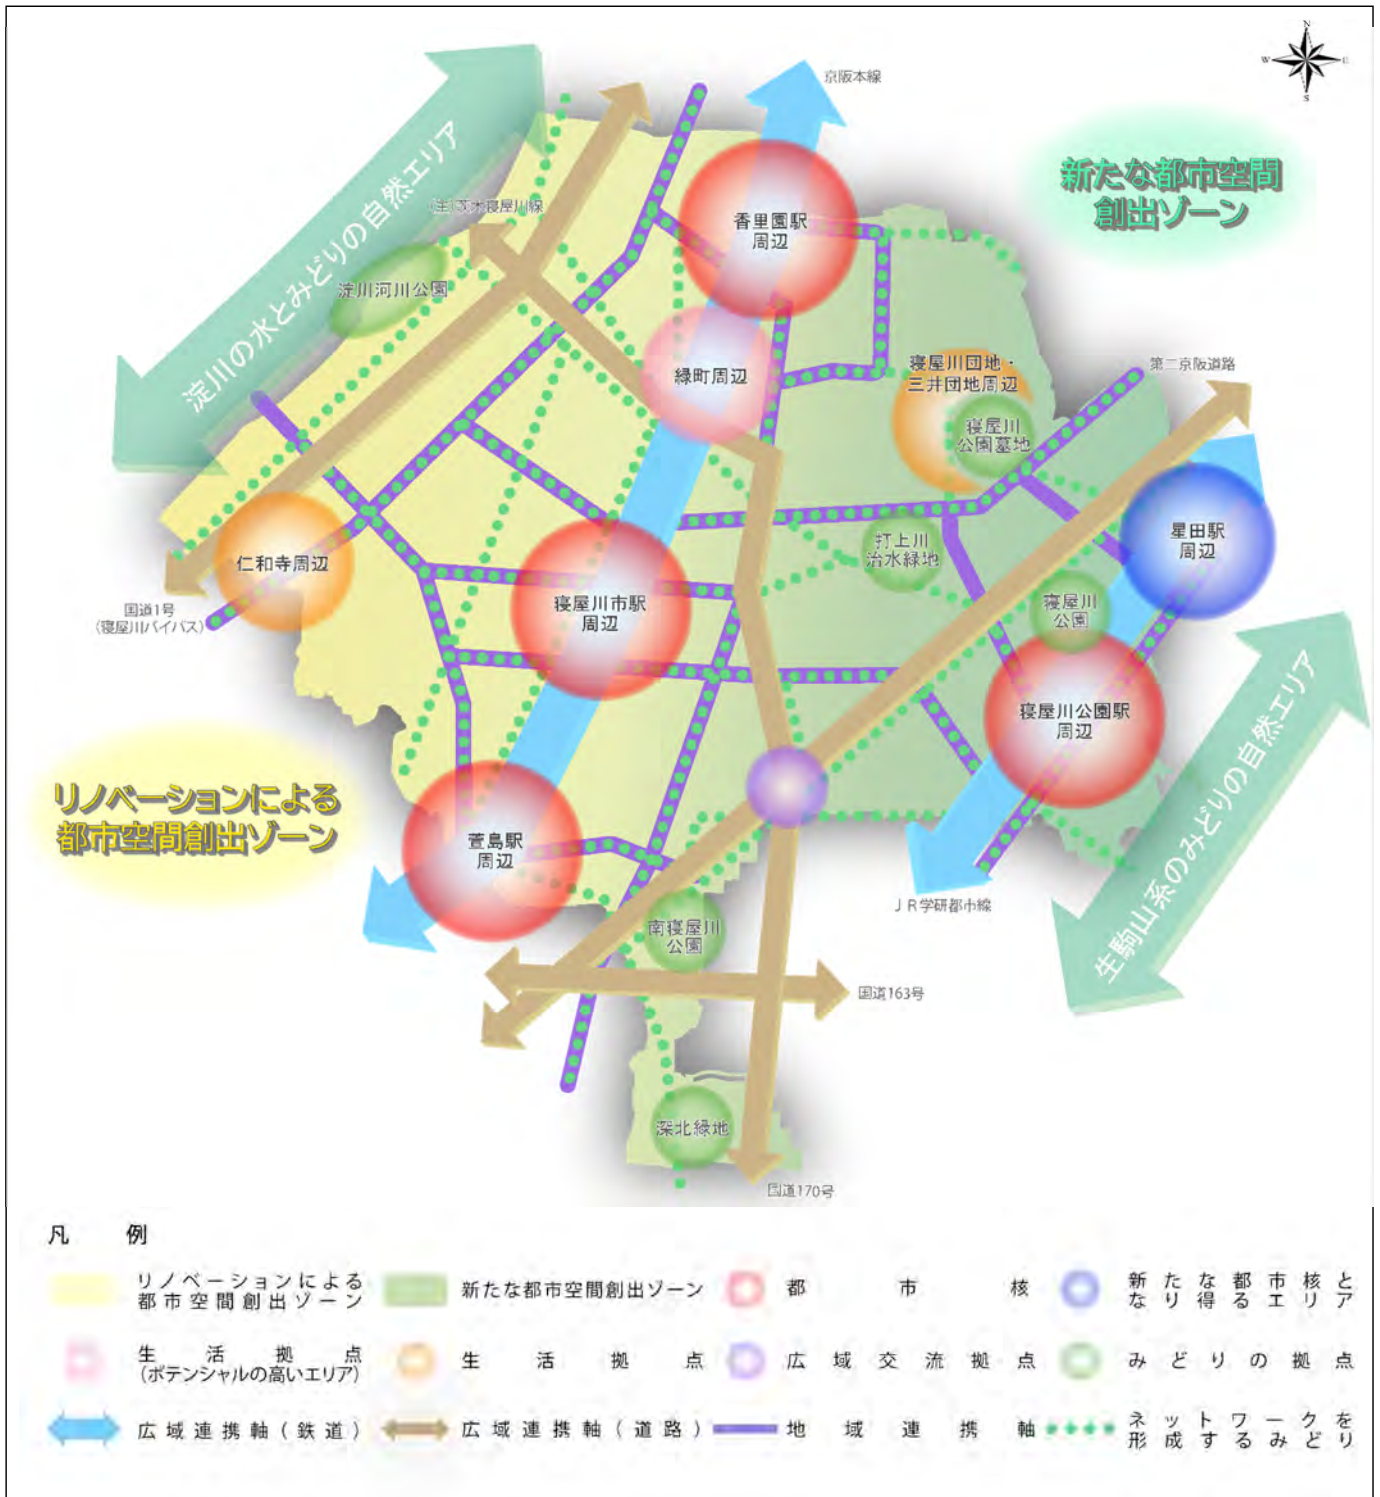 N
W
E
S
京阪本線
新たな都市空間
創出ゾーン
淀川の水とみどりの自然エリア
(主)茨木寝屋川線
香里園駅
周辺
淀川河川公園
緑町周辺
寝屋川団地・
三井団地周辺
第二京阪道路
寝屋川
公園墓地
星田駅
周辺
打上川
治水緑地
仁和寺周辺
寝屋川市駅
周辺
寝屋川
公園
国道1号
(寝屋川バイパス)
寝屋川公園駅
周辺
生駒山系のみどりの自然エリア
リノベーションによる
都市空間創出ゾーン
萱島駅
周辺
JR学研都市線
南寝屋川
公園
国道163号
深北緑地
国道170号
凡例
リノベーションによる
都市空間創出ゾーン
新たな都市空間創出ゾーン
都市核
新たな都市核と
なり得るエリア
生活拠点
(ポテンシャルの高いエリア)
生活拠点
広域交流拠点
みどりの拠点
広域連携軸(鉄道)
広域連携軸(道路)
地域連携軸
ネットワークを
形成するみどり